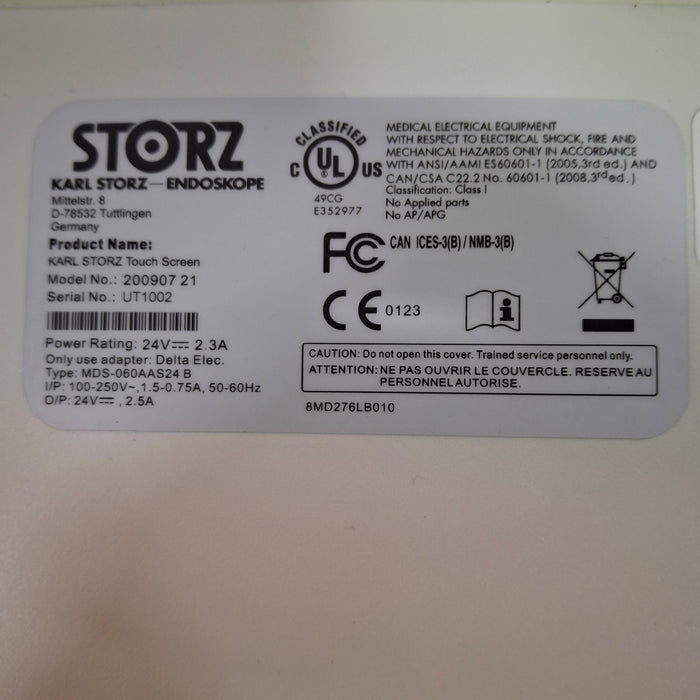 STORZ
KARL STORZ—ENDOSKOPE
Mittelstr. 8
D-78532 Tuttlingen
Germany
Product Name:
KARL STORZ Touch Screen
Model No.: 200907 21
Serial No.: UT1002
Power Rating: 24V⎓ 2.3A
Only use adapter: Delta Elec.
Type: MDS-060AAS24 B
I/P: 100-250V~,1.5-0.75A, 50-60Hz
O/P: 24V⎓, 2.5A
CLASSIFIED
C UL US
®
49CG
E352977
MEDICAL ELECTRICAL EQUIPMENT
WITH RESPECT TO ELECTRICAL SHOCK, FIRE AND
MECHANICAL HAZARDS ONLY IN ACCORDANCE
WITH ANSI/AAMI ES60601-1 (2005,3rd ed.) AND
CAN/CSA C22.2 No. 60601-1 (2008,3rd ed.)
Classification: Class I
No Applied parts
No AP/APG
FC CAN ICES-3(B)/NMB-3(B)
CE 0123
i
CAUTION: Do not open this cover. Trained service personnel only.
ATTENTION: NE PAS OUVRIR LE COUVERCLE. RESERVE AU
PERSONNEL AUTORISE.
8MD276LB010